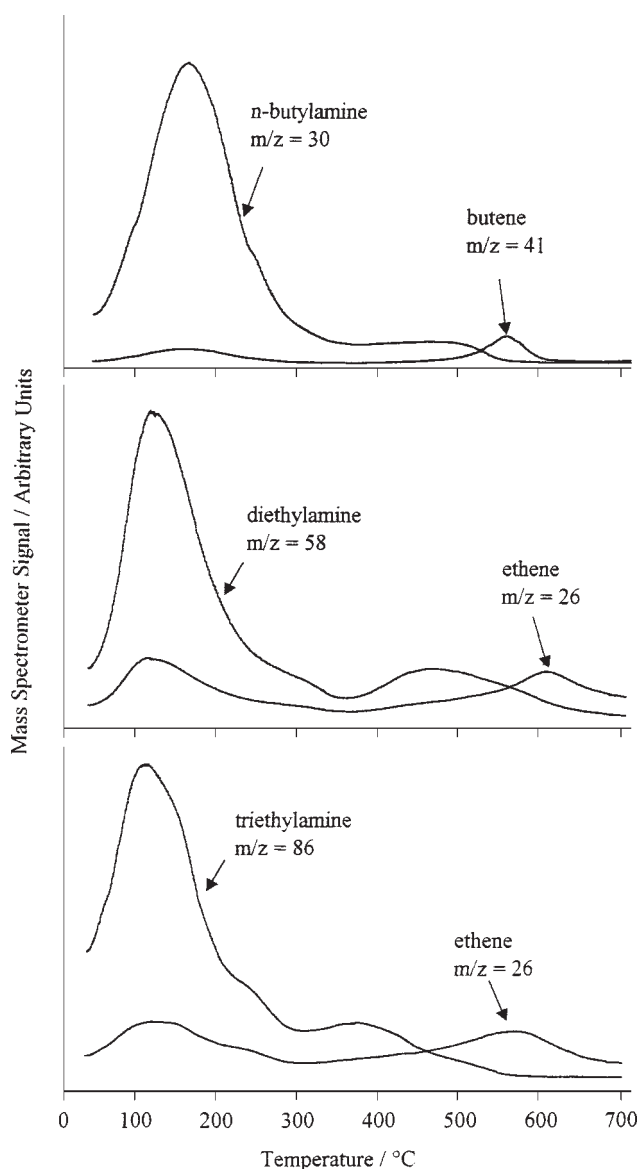 n-butylamine
m/z = 30
butene
m/z = 41
diethylamine
m/z = 58
ethene
m/z = 26
triethylamine
m/z = 86
ethene
m/z = 26
Mass Spectrometer Signal / Arbitrary Units
0 100 200 300 400 500 600 700
Temperature / °C